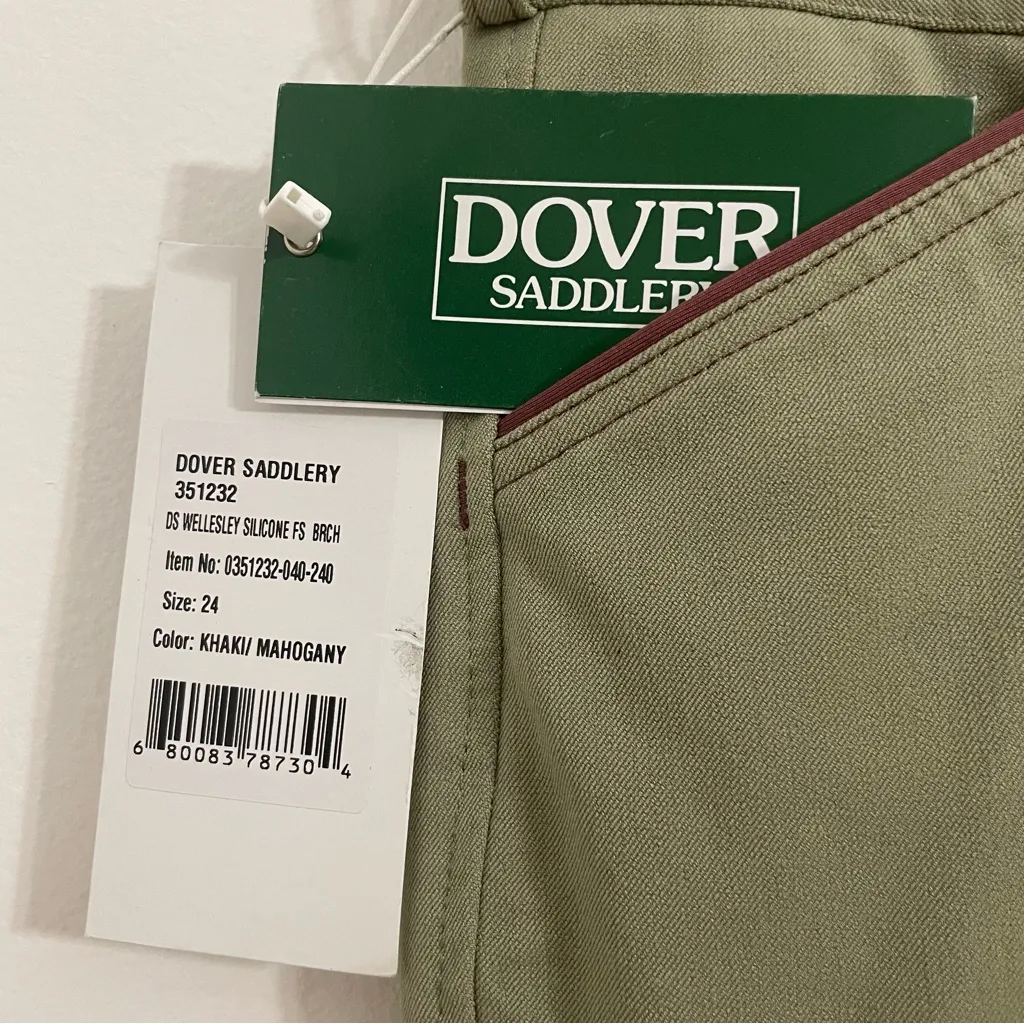 DOVER
SADDLERY
DOVER SADDLERY
351232
DS WELLESLEY SILICONE FS BRCH
Item No: 0351232-040-240
Size: 24
Color: KHAKI/ MAHOGANY
6 80083 78730 4